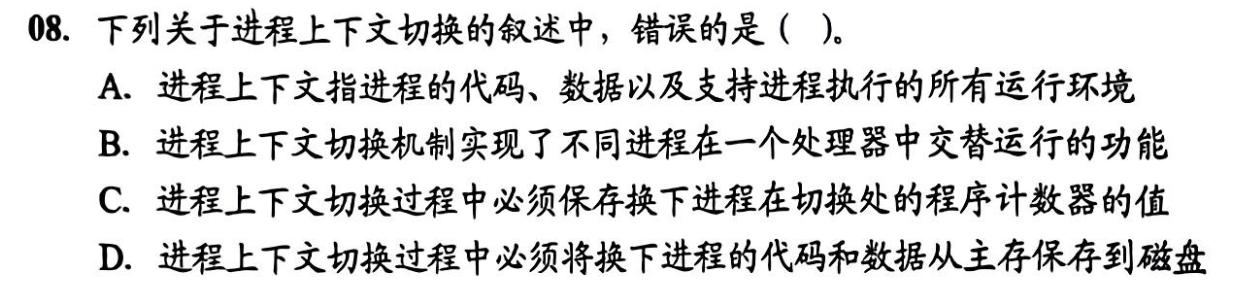 08. 下列关于进程上下文切换的叙述中，错误的是（ ）。
A. 进程上下文指进程的代码、数据以及支持进程执行的所有运行环境
B. 进程上下文切换机制实现了不同进程在一个处理器中交替运行的功能
C. 进程上下文切换过程中必须保存换下进程在切换处的程序计数器的值
D. 进程上下文切换过程中必须将换下进程的代码和数据从主存保存到磁盘